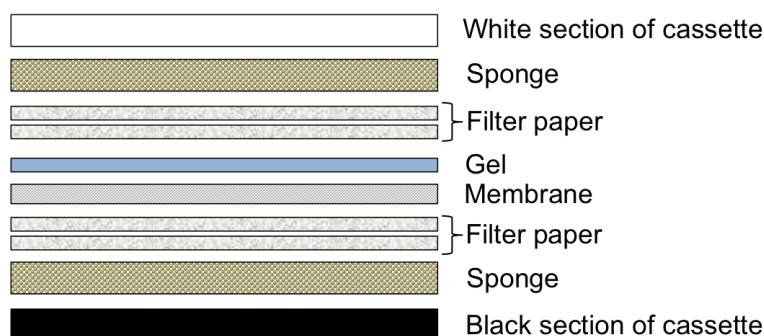 White section of cassette
Sponge
Filter paper
Gel
Membrane
Filter paper
Sponge
Black section of cassette